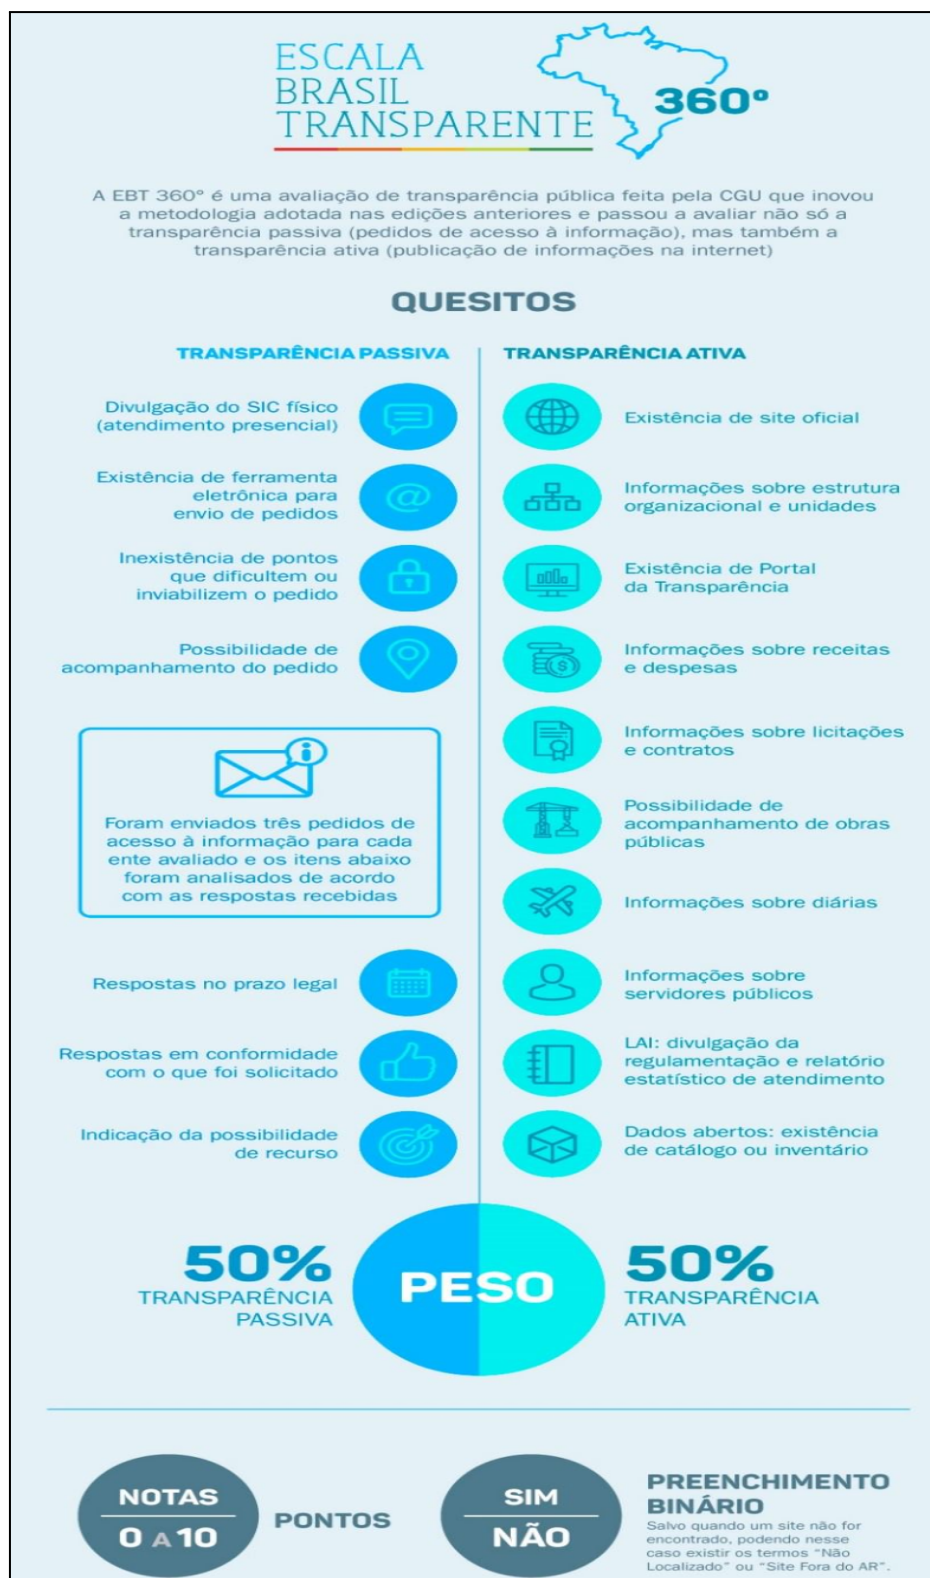 ESCALA
BRASIL
TRANSPARENTE
360°
A EBT 360° é uma avaliação de transparência pública feita pela CGU que inovou
a metodologia adotada nas edições anteriores e passou a avaliar não só a
transparência passiva (pedidos de acesso à informação), mas também a
transparência ativa (publicação de informações na internet)
QUESITOS
TRANSPARÊNCIA PASSIVA
Divulgação do SIC físico
(atendimento presencial)
Existência de ferramenta
eletrônica para
envio de pedidos
@
Inexistência de pontos
que dificultem ou
inviabilizem o pedido
Possibilidade de
acompanhamento do pedido
i
Foram enviados três pedidos de
acesso à informação para cada
ente avaliado e os itens abaixo
foram analisados de acordo
com as respostas recebidas
Respostas no prazo legal
Respostas em conformidade
com o que foi solicitado
Indicação da possibilidade
de recurso
TRANSPARÊNCIA ATIVA
Existência de site oficial
Informações sobre estrutura
organizacional e unidades
Existência de Portal
da Transparência
Informações sobre receitas
e despesas
$
Informações sobre licitações
e contratos
Possibilidade de
acompanhamento de obras
públicas
Informações sobre diárias
Informações sobre
servidores públicos
LAI: divulgação da
regulamentação e relatório
estatístico de atendimento
Dados abertos: existência
de catálogo ou inventário
50%
TRANSPARÊNCIA
PASSIVA
PESO
50%
TRANSPARÊNCIA
ATIVA
NOTAS
0 A 10
PONTOS
SIM
NÃO
PREENCHIMENTO
BINÁRIO
Salvo quando um site não for
encontrado, podendo nesse
caso existir os termos “Não
Localizado” ou “Site Fora do AR”.